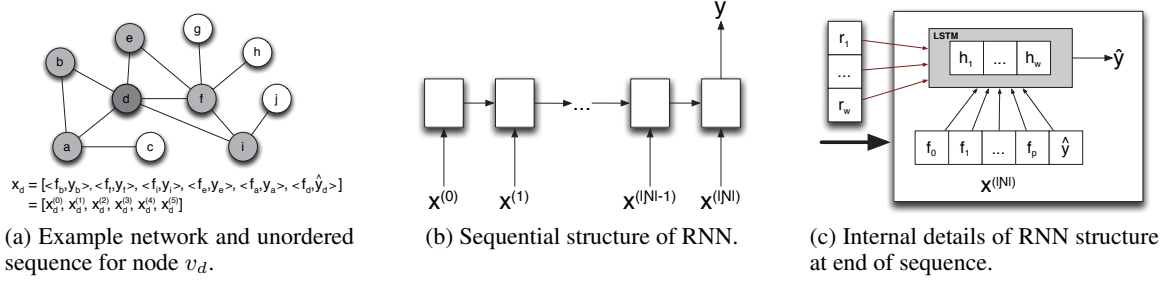 g
e
h
b
d
f
j
a
c
i
x_d = [<f_b,y_b>, <f_f,y_f>, <f_i,y_i>, <f_e,y_e>, <f_a,y_a>, <f_d,ŷ_d>]
= [x_d^(0), x_d^(1), x_d^(2), x_d^(3), x_d^(4), x_d^(5)]
(a) Example network and unordered
sequence for node v_d.
y
...
x^(0) x^(1) x^(|N|-1) x^(|N|)
(b) Sequential structure of RNN.
r_1
...
r_w
LSTM
h_1 ... h_w
ŷ
f_0 f_1 ... f_p ŷ
x^(|N|)
(c) Internal details of RNN structure
at end of sequence.